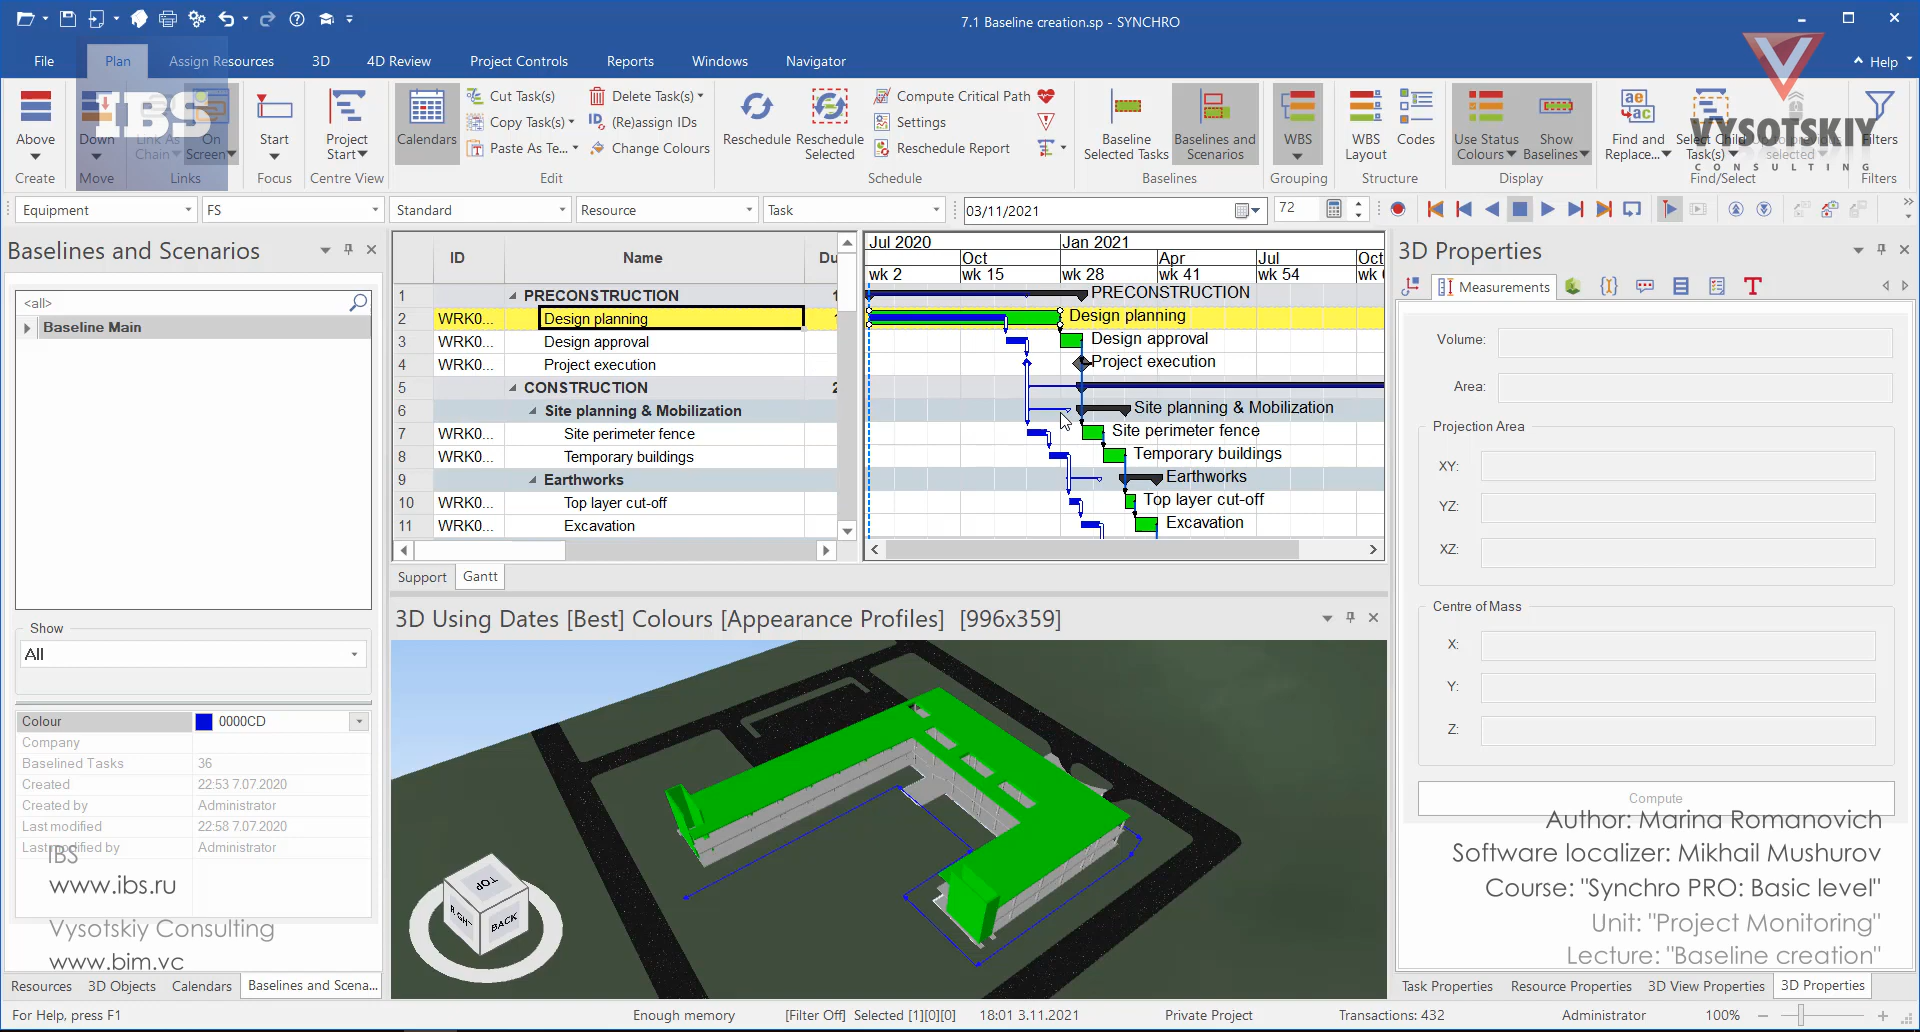 7.1 Baseline creation.sp - SYNCHRO
File Plan Assign Resources 3D 4D Review Project Controls Reports Windows Navigator Help
Above Create
Down Move
IBS
Link As Chain On Screen Links
Start Focus
Project Start Centre View
Calendars
Cut Task(s) Delete Task(s)
Copy Task(s) ID (Re)assign IDs
Paste As Te... Change Colours
Edit
Reschedule Reschedule Selected
Compute Critical Path
Settings
Reschedule Report
Schedule
Baseline Selected Tasks Baselines and Scenarios
Baselines
WBS Grouping
WBS Layout Codes
Structure
Use Status Colours Show Baselines
Display
Find and Replace... Select Child Task(s) selected
Find/Select
Filters
Filters
VYSOTSKIY
CONSULTING
Equipment FS Standard Resource Task 03/11/2021 72
Baselines and Scenarios
<all>
Baseline Main
Show
All
Colour 0000CD
Company
Baselined Tasks 36
Created 22:53 7.07.2020
Created by Administrator
Last modified 22:58 7.07.2020
Last modified by Administrator
IBS
www.ibs.ru
Vysotskiy Consulting
www.bim.vc
Resources 3D Objects Calendars Baselines and Scena...
ID Name Du
1 PRECONSTRUCTION
2 WRK0... Design planning
3 WRK0... Design approval
4 WRK0... Project execution
5 CONSTRUCTION 2
6 Site planning & Mobilization
7 WRK0... Site perimeter fence
8 WRK0... Temporary buildings
9 Earthworks
10 WRK0... Top layer cut-off
11 WRK0... Excavation
Jul 2020 Jan 2021
Oct Apr Jul Oct
wk 2 wk 15 wk 28 wk 41 wk 54 wk
PRECONSTRUCTION
Design planning
Design approval
Project execution
Site planning & Mobilization
Site perimeter fence
Temporary buildings
Earthworks
Top layer cut-off
Excavation
Support Gantt
3D Using Dates [Best] Colours [Appearance Profiles] [996x359]
TOP
RIGHT
BACK
3D Properties
Measurements
Volume:
Area:
Projection Area
XY:
YZ:
XZ:
Centre of Mass
X:
Y:
Z:
Compute
Author: Marina Romanovich
Software localizer: Mikhail Mushurov
Course: "Synchro PRO: Basic level"
Unit: "Project Monitoring"
Lecture: "Baseline creation"
Task Properties Resource Properties 3D View Properties 3D Properties
For Help, press F1 Enough memory [Filter Off] Selected [1][0][0] 18:01 3.11.2021 Private Project Transactions: 432 Administrator 100%